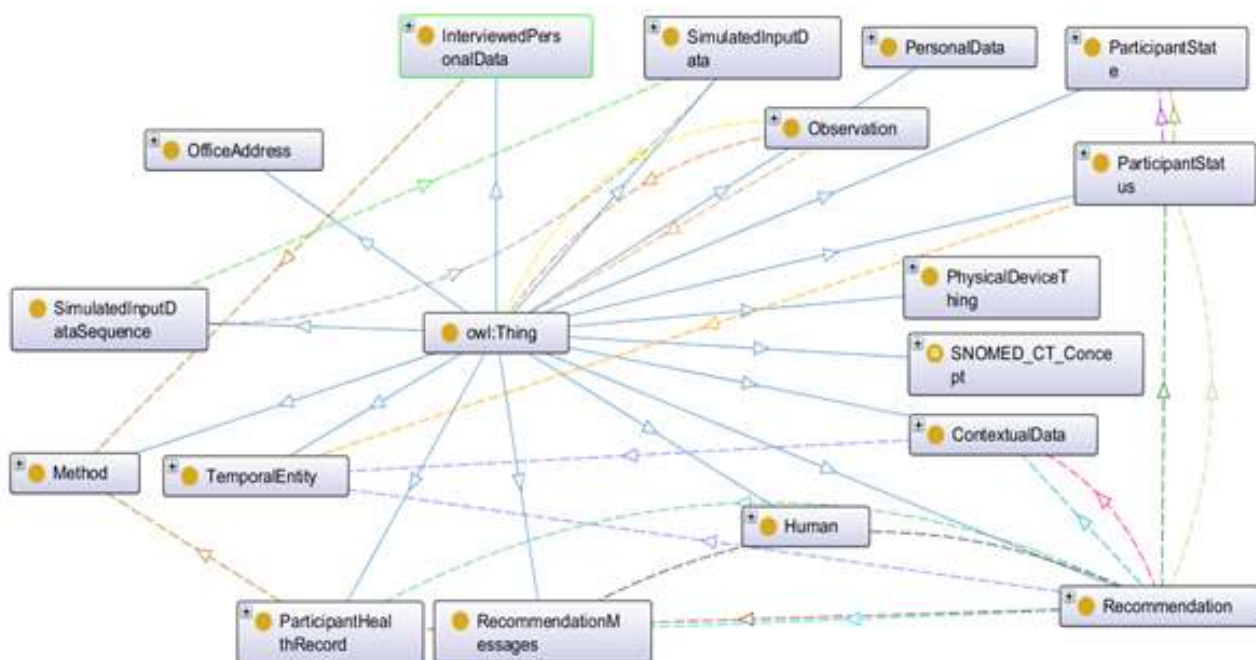 InterviewedPers
onalData
SimulatedInputD
ata
PersonalData
ParticipantStat
e
Observation
OfficeAddress
ParticipantStat
us
PhysicalDeviceT
hing
SimulatedInputD
ataSequence
owl:Thing
SNOMED_CT_Conce
pt
ContextualData
Method
TemporalEntity
Human
Recommendation
ParticipantHeal
thRecord
RecommendationM
essages